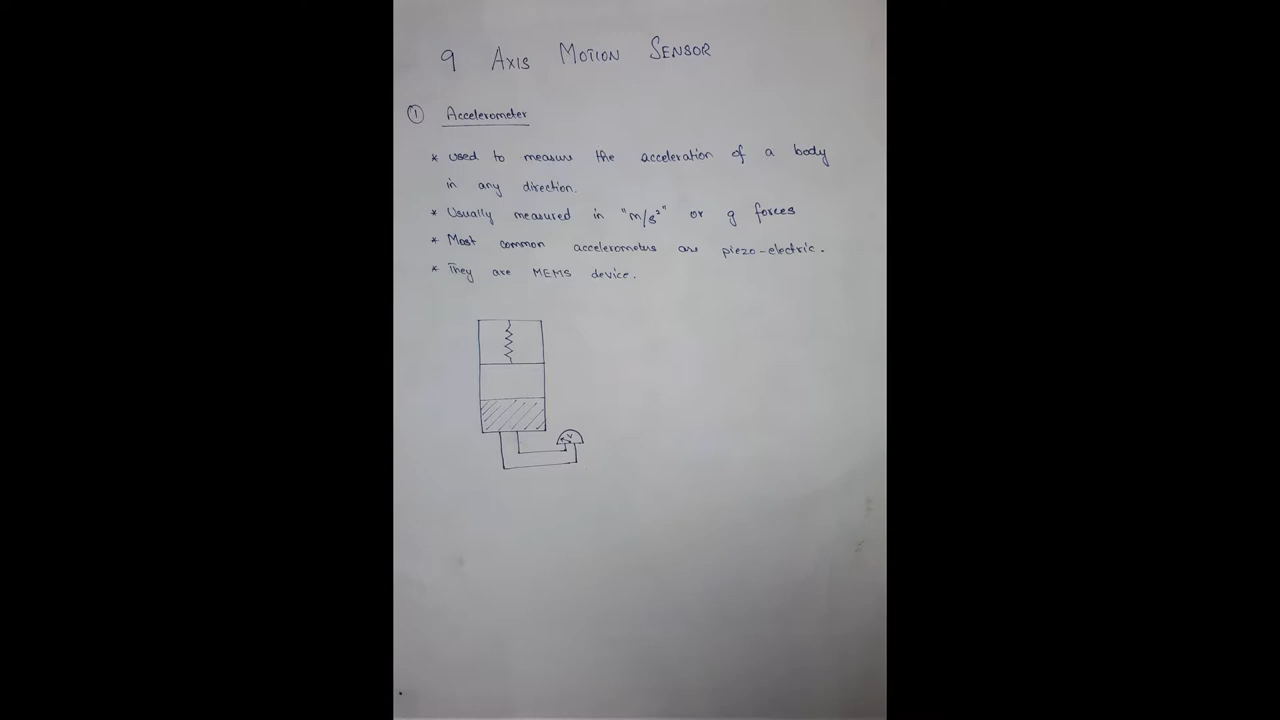 9 AXIS MOTION SENSOR
① Accelerometer
* used to measure the acceleration of a body
in any direction.
* Usually measured in "m/s²" or g forces
* Most common accelerometers are piezo-electric.
* They are MEMS device.
V